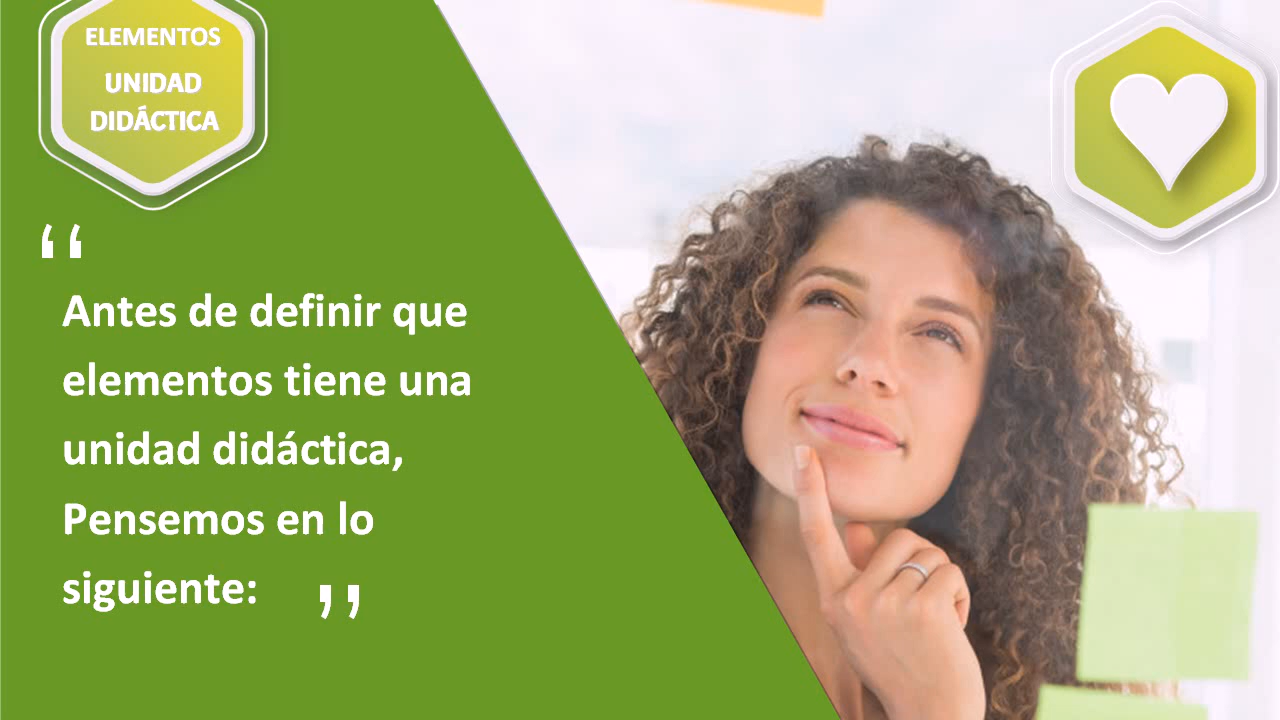 ELEMENTOS
UNIDAD
DIDÁCTICA
“
Antes de definir que
elementos tiene una
unidad didáctica,
Pensemos en lo
siguiente: ”